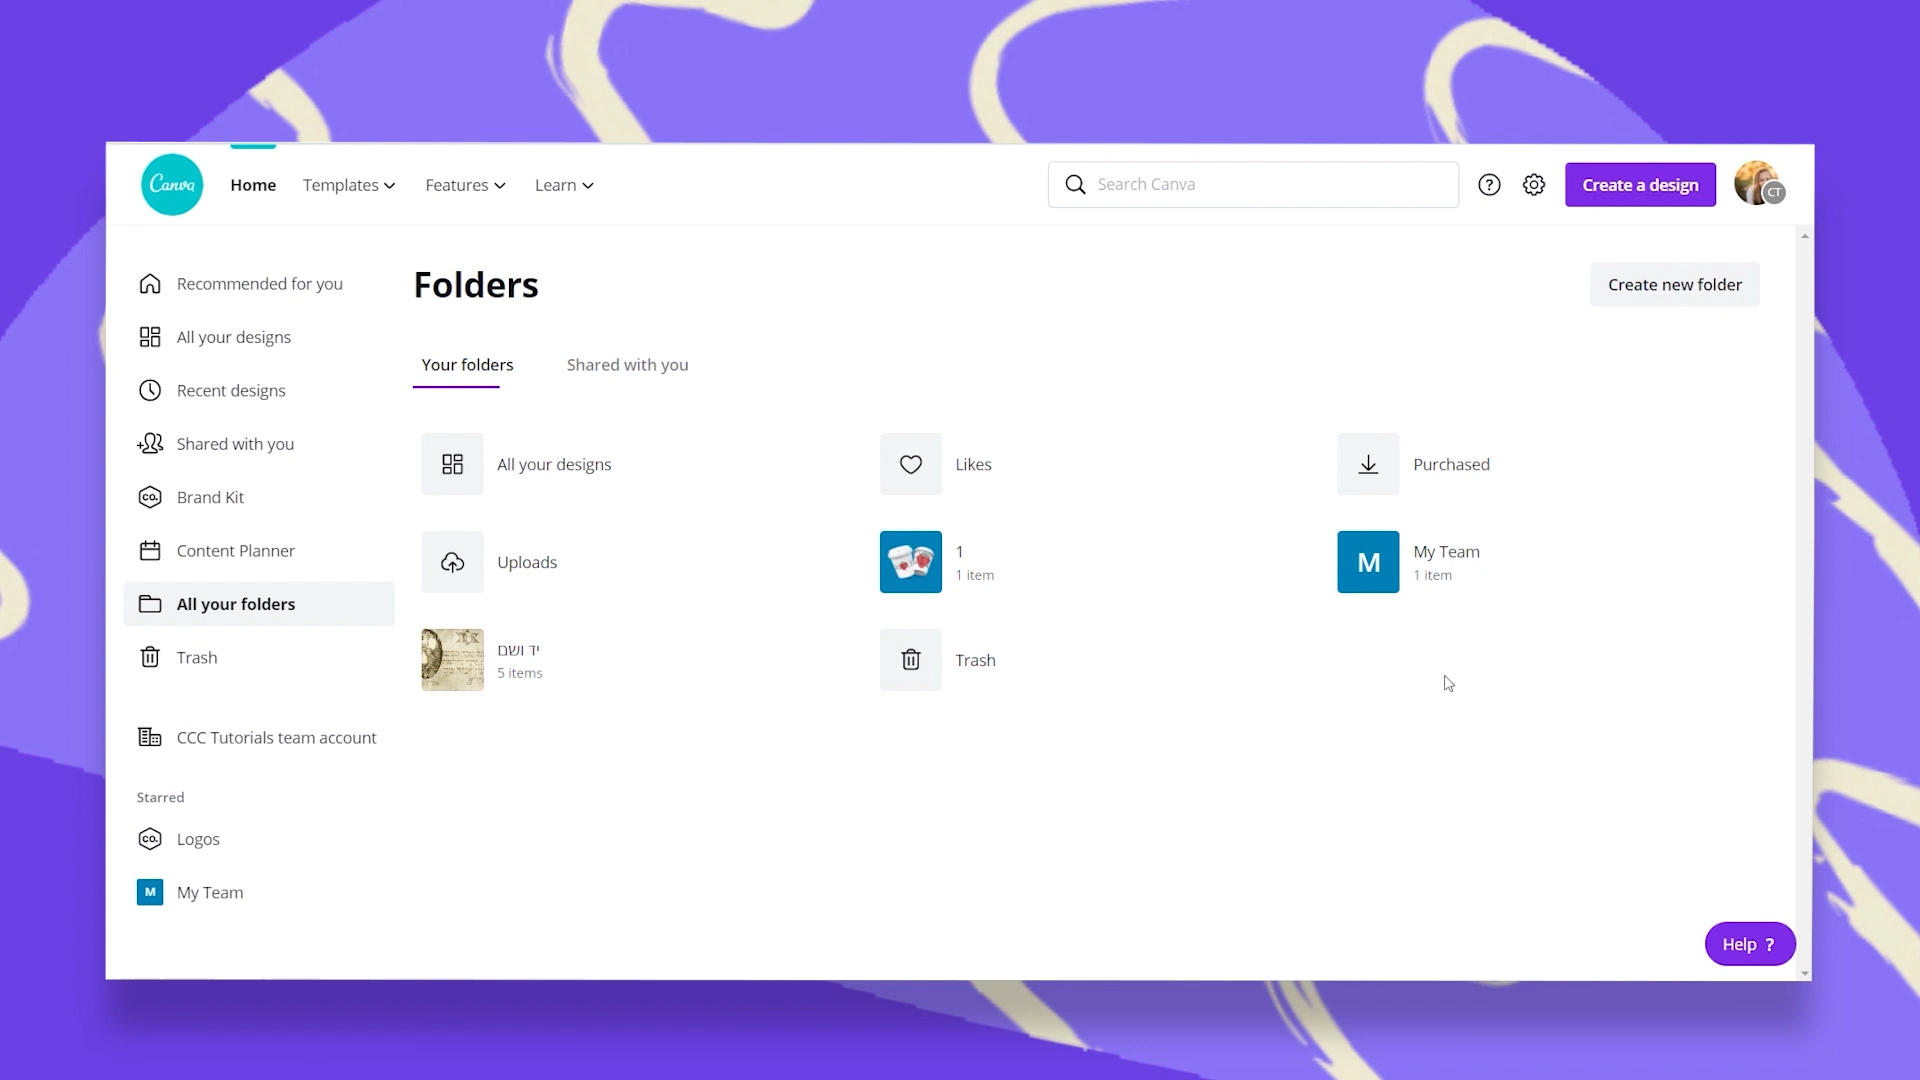 Canva
Home
Templates
Features
Learn
Search Canva
Create a design
CT
Recommended for you
All your designs
Recent designs
Shared with you
CO.
Brand Kit
Content Planner
All your folders
Trash
CCC Tutorials team account
Starred
CO.
Logos
M
My Team
Folders
Create new folder
Your folders
Shared with you
All your designs
Likes
Purchased
Uploads
1
1 item
M
My Team
1 item
יד ושם
5 items
Trash
Help ?